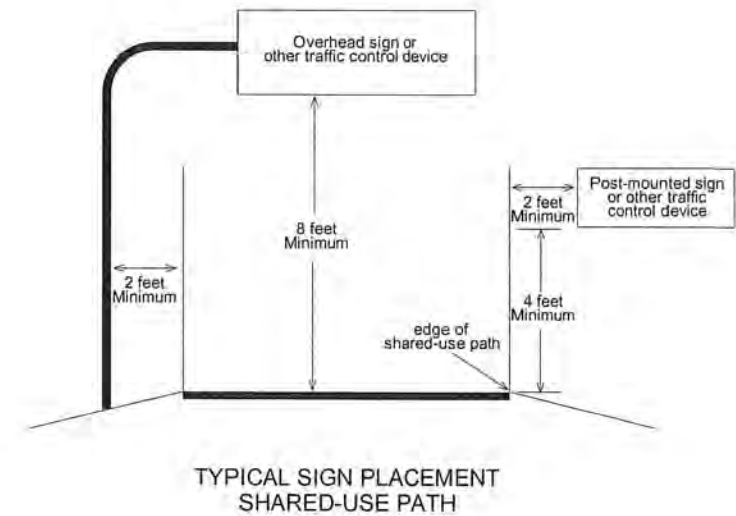 Overhead sign or
other traffic control device
Post-mounted sign
or other traffic
control device
2 feet
Minimum
8 feet
Minimum
2 feet
Minimum
4 feet
Minimum
edge of
shared-use path
TYPICAL SIGN PLACEMENT
SHARED-USE PATH